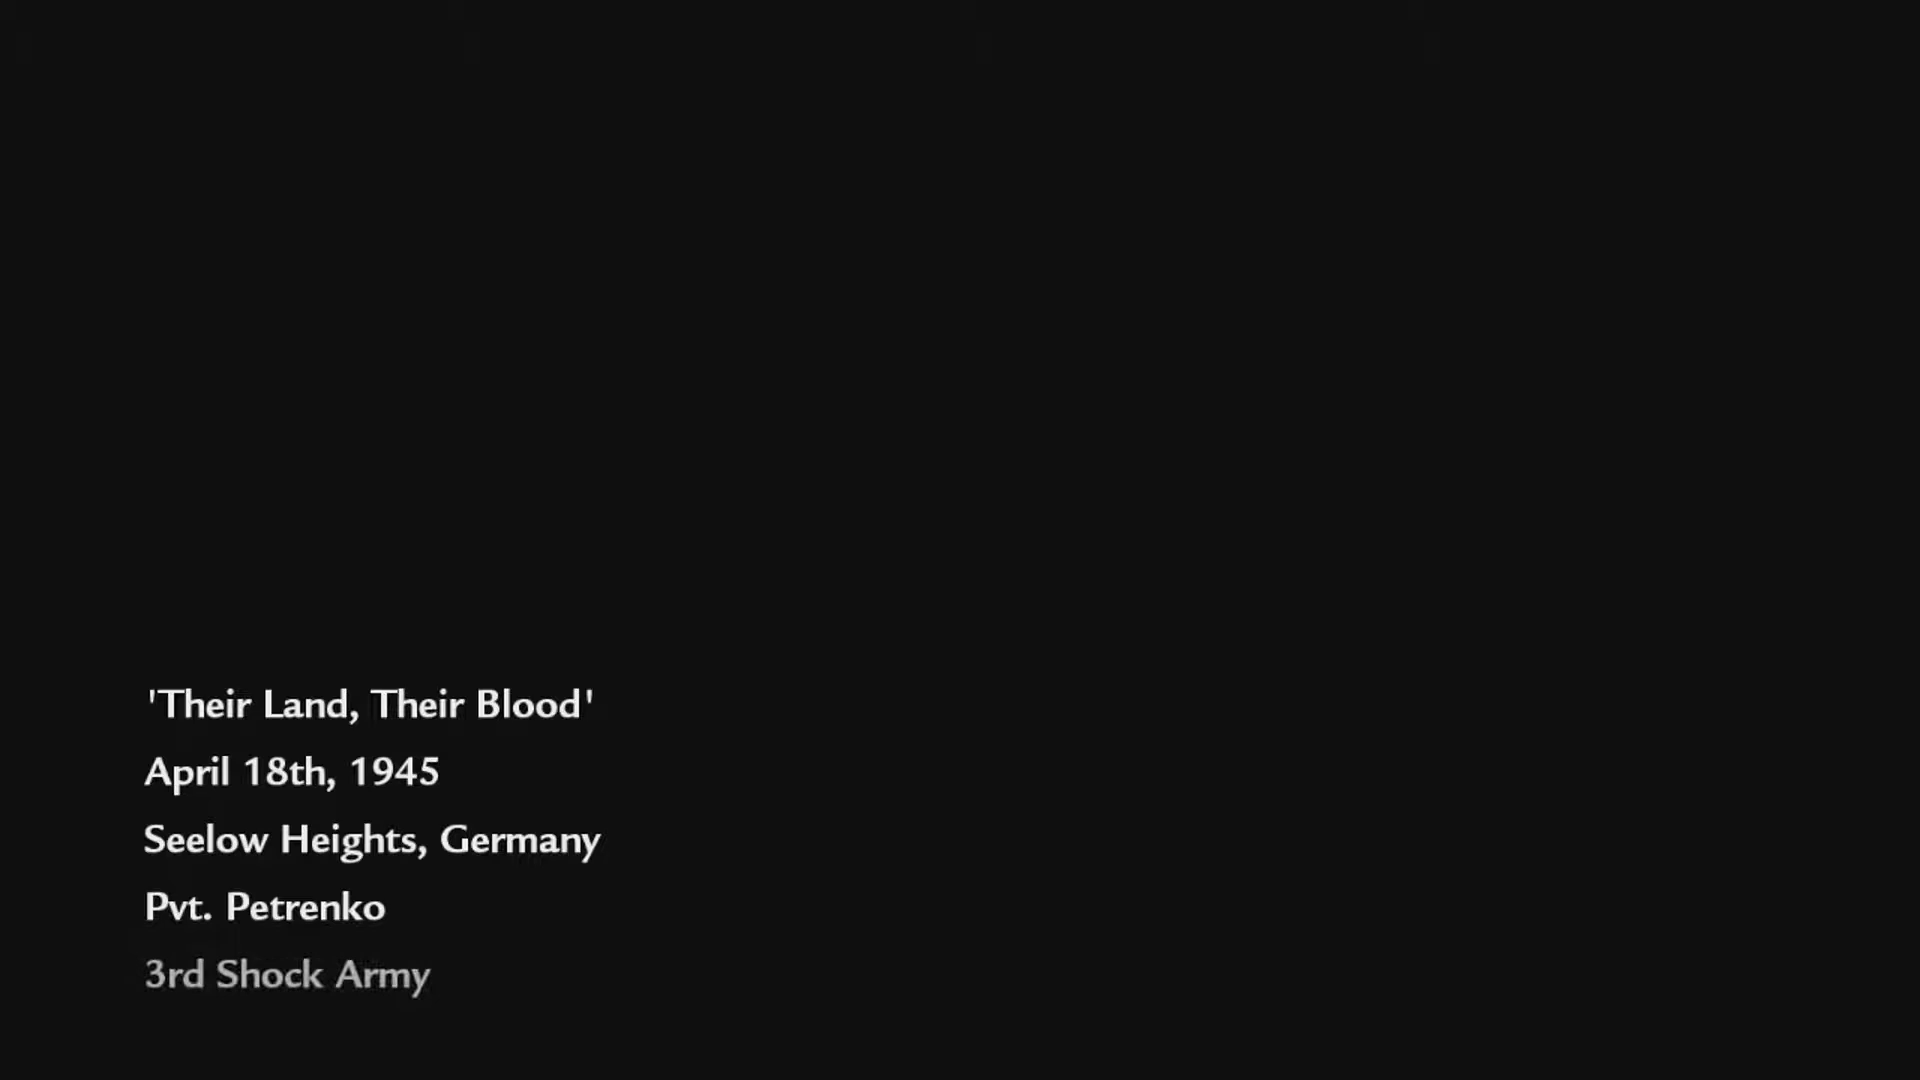 'Their Land, Their Blood'
April 18th, 1945
Seelow Heights, Germany
Pvt. Petrenko
3rd Shock Army